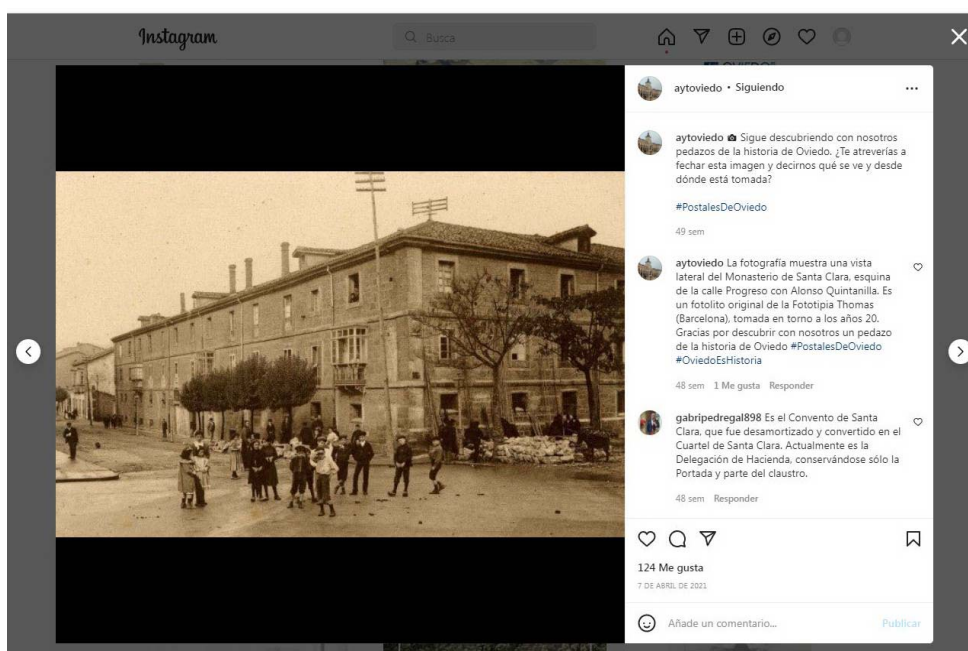 Instagram
Busca
OVIEDO
aytoviedo • Siguiendo
aytoviedo 📷 Sigue descubriendo con nosotros
pedazos de la historia de Oviedo. ¿Te atreverías a
fechar esta imagen y decirnos qué se ve y desde
dónde está tomada?
#PostalesDeOviedo
49 sem
aytoviedo La fotografía muestra una vista
lateral del Monasterio de Santa Clara, esquina
de la calle Progreso con Alonso Quintanilla. Es
un fotolito original de la Fototipia Thomas
(Barcelona), tomada en torno a los años 20.
Gracias por descubrir con nosotros un pedazo
de la historia de Oviedo #PostalesDeOviedo
#OviedoEsHistoria
48 sem 1 Me gusta Responder
gabripedregal898 Es el Convento de Santa
Clara, que fue desamortizado y convertido en el
Cuartel de Santa Clara. Actualmente es la
Delegación de Hacienda, conservándose sólo la
Portada y parte del claustro.
48 sem Responder
124 Me gusta
7 DE ABRIL DE 2021
Añade un comentario... Publicar